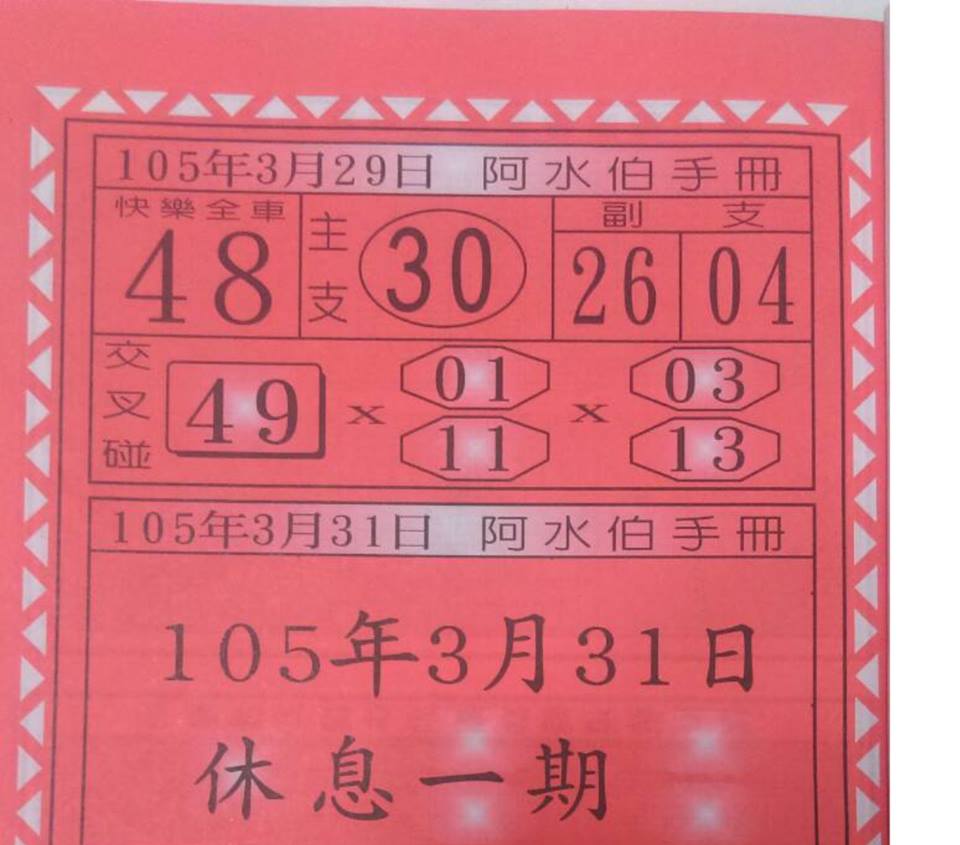 105年3月29日 阿水伯手冊
快樂全車 主支 副支
48 30 26 04
交叉碰 49 x 01 11 x 03 13
105年3月31日 阿水伯手冊
105年3月31日
休息一期